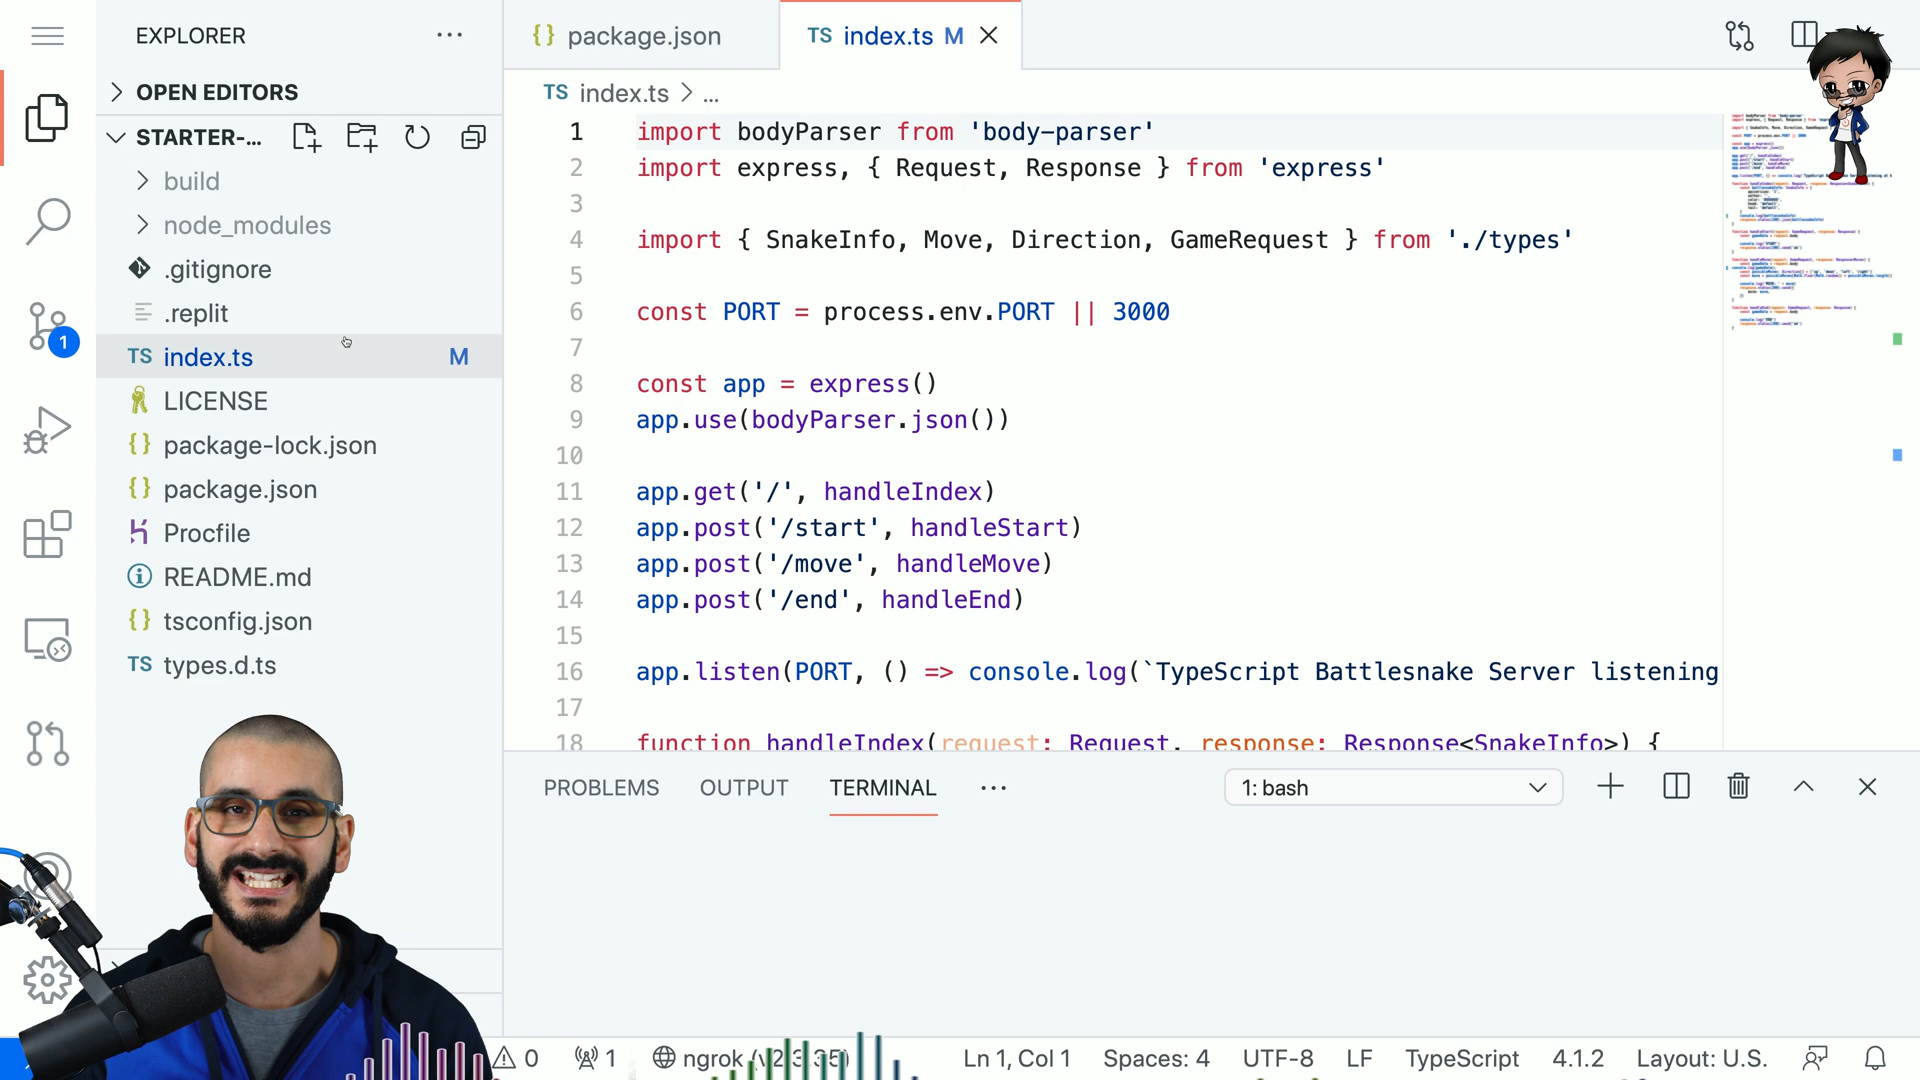 EXPLORER
OPEN EDITORS
STARTER-...
build
node_modules
.gitignore
.replit
TS index.ts M
LICENSE
{} package-lock.json
{} package.json
Procfile
README.md
{} tsconfig.json
TS types.d.ts
1
{} package.json
TS index.ts M
TS index.ts > ...
1 import bodyParser from 'body-parser'
2 import express, { Request, Response } from 'express'
3
4 import { SnakeInfo, Move, Direction, GameRequest } from './types'
5
6 const PORT = process.env.PORT || 3000
7
8 const app = express()
9 app.use(bodyParser.json())
10
11 app.get('/', handleIndex)
12 app.post('/start', handleStart)
13 app.post('/move', handleMove)
14 app.post('/end', handleEnd)
15
16 app.listen(PORT, () => console.log(`TypeScript Battlesnake Server listening
17
18 function handleIndex(request: Request, response: Response<SnakeInfo>) {
PROBLEMS OUTPUT TERMINAL ...
1: bash
0 1 ngrok (v2.3.35) Ln 1, Col 1 Spaces: 4 UTF-8 LF TypeScript 4.1.2 Layout: U.S.